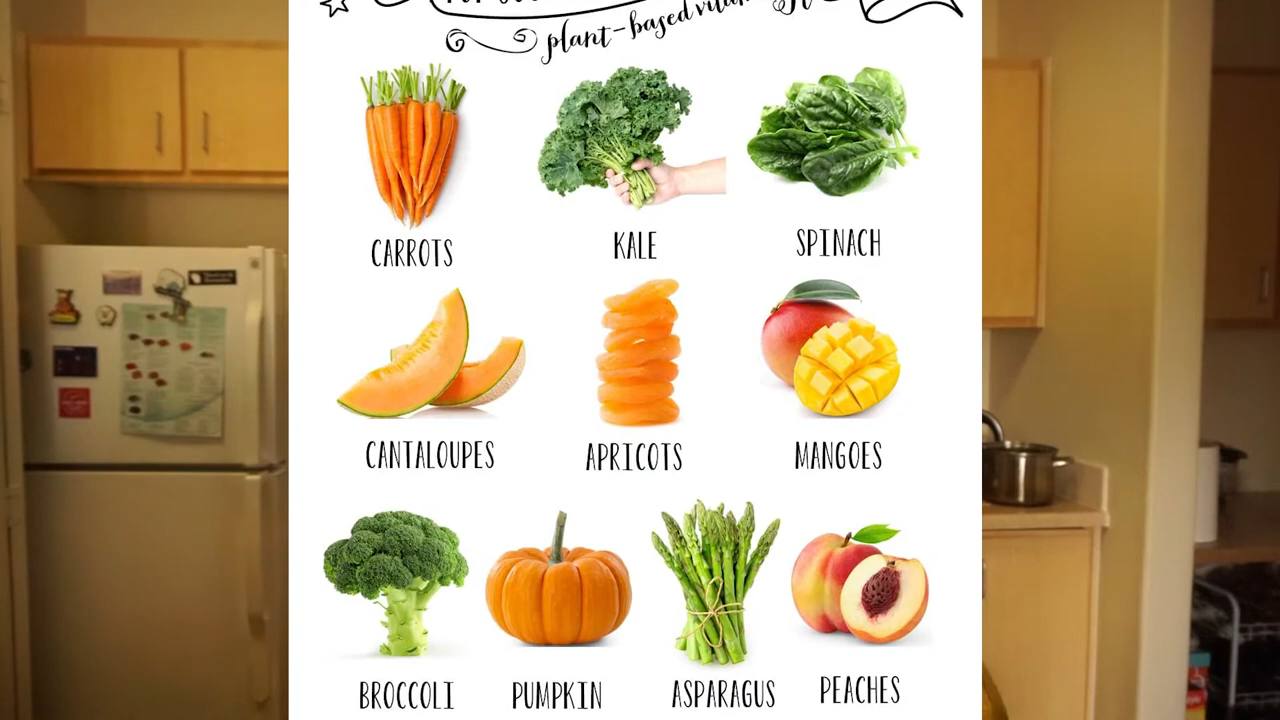 plant-based
CARROTS
KALE
SPINACH
CANTALOUPES
APRICOTS
MANGOES
BROCCOLI
PUMPKIN
ASPARAGUS
PEACHES